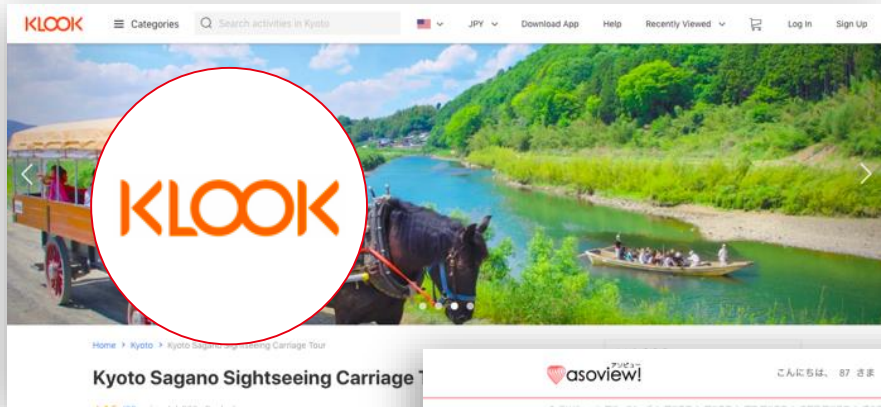 KLOOK
Categories
Search activities in Kyoto
JPY
Download App
Help
Recently Viewed
Log In
Sign Up
KLOOK
Home > Kyoto > Kyoto Sagano Sightseeing Carriage Tour
Kyoto Sagano Sightseeing Carriage
アソビュー
asoview!
こんにちは、 87 さま